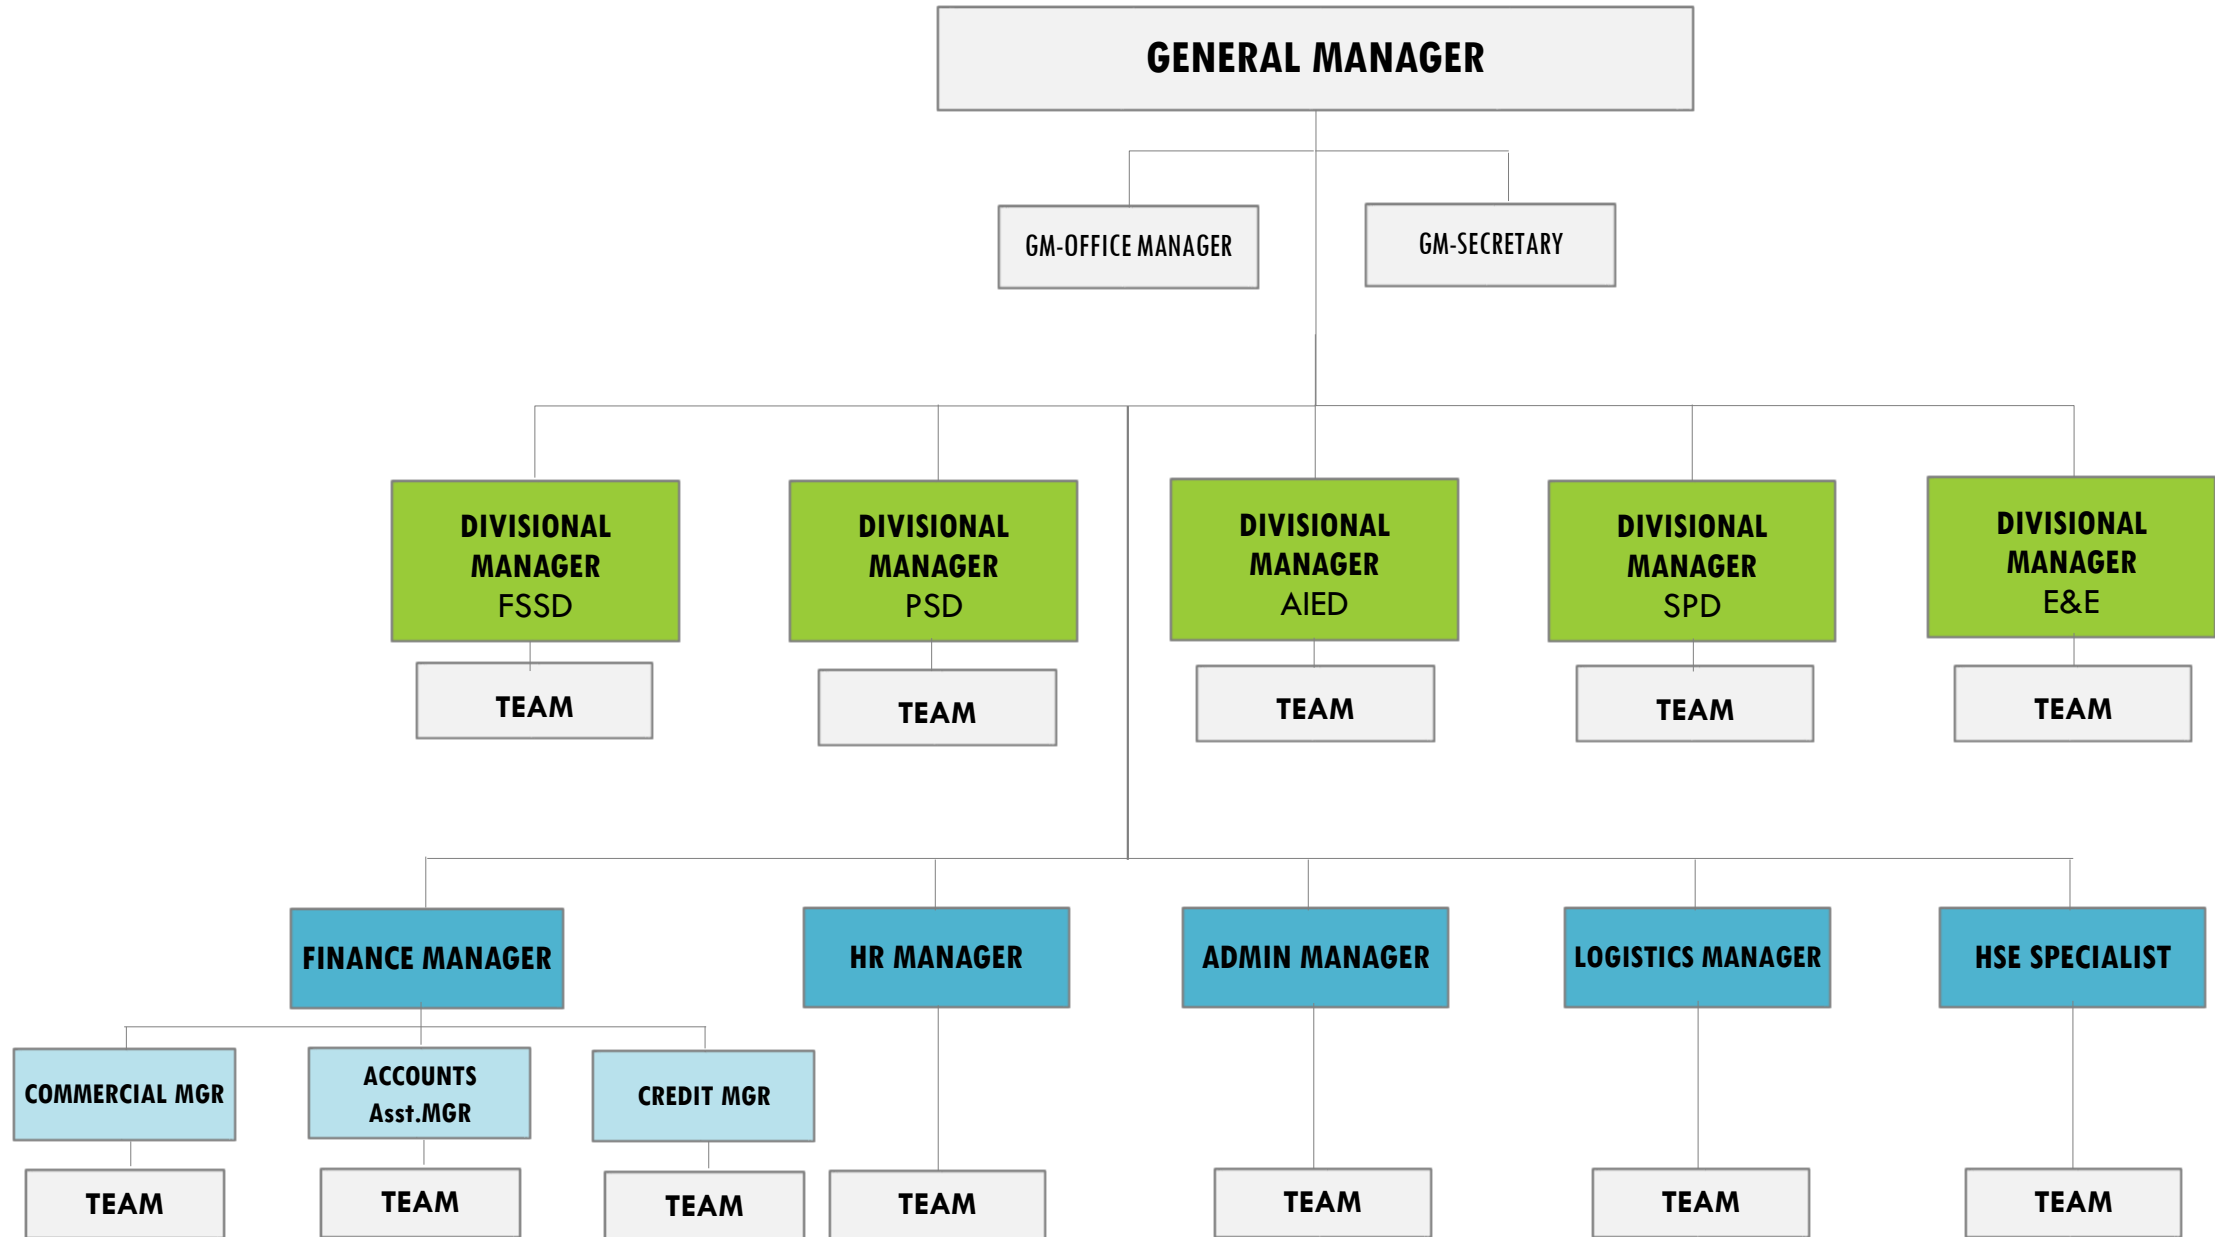 GENERAL MANAGER
GM-OFFICE MANAGER
GM-SECRETARY
DIVISIONAL
MANAGER
FSSD
DIVISIONAL
MANAGER
PSD
DIVISIONAL
MANAGER
AIED
DIVISIONAL
MANAGER
SPD
DIVISIONAL
MANAGER
E&E
TEAM
TEAM
TEAM
TEAM
TEAM
FINANCE MANAGER
HR MANAGER
ADMIN MANAGER
LOGISTICS MANAGER
HSE SPECIALIST
COMMERCIAL MGR
ACCOUNTS
Asst.MGR
CREDIT MGR
TEAM
TEAM
TEAM
TEAM
TEAM
TEAM
TEAM